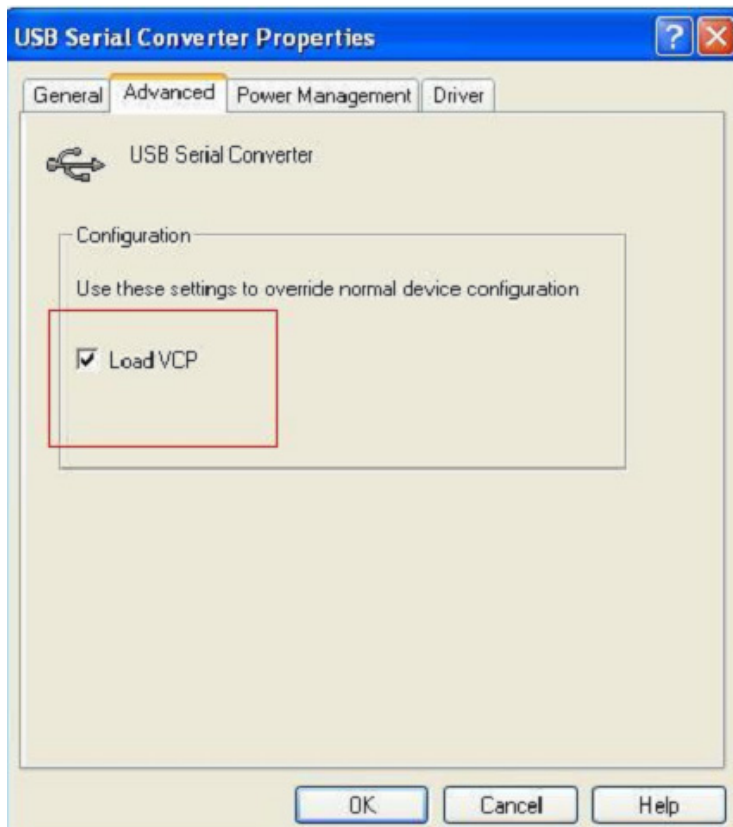 USB Serial Converter Properties
General Advanced Power Management Driver
USB Serial Converter
Configuration
Use these settings to override normal device configuration
Load VCP
OK Cancel Help